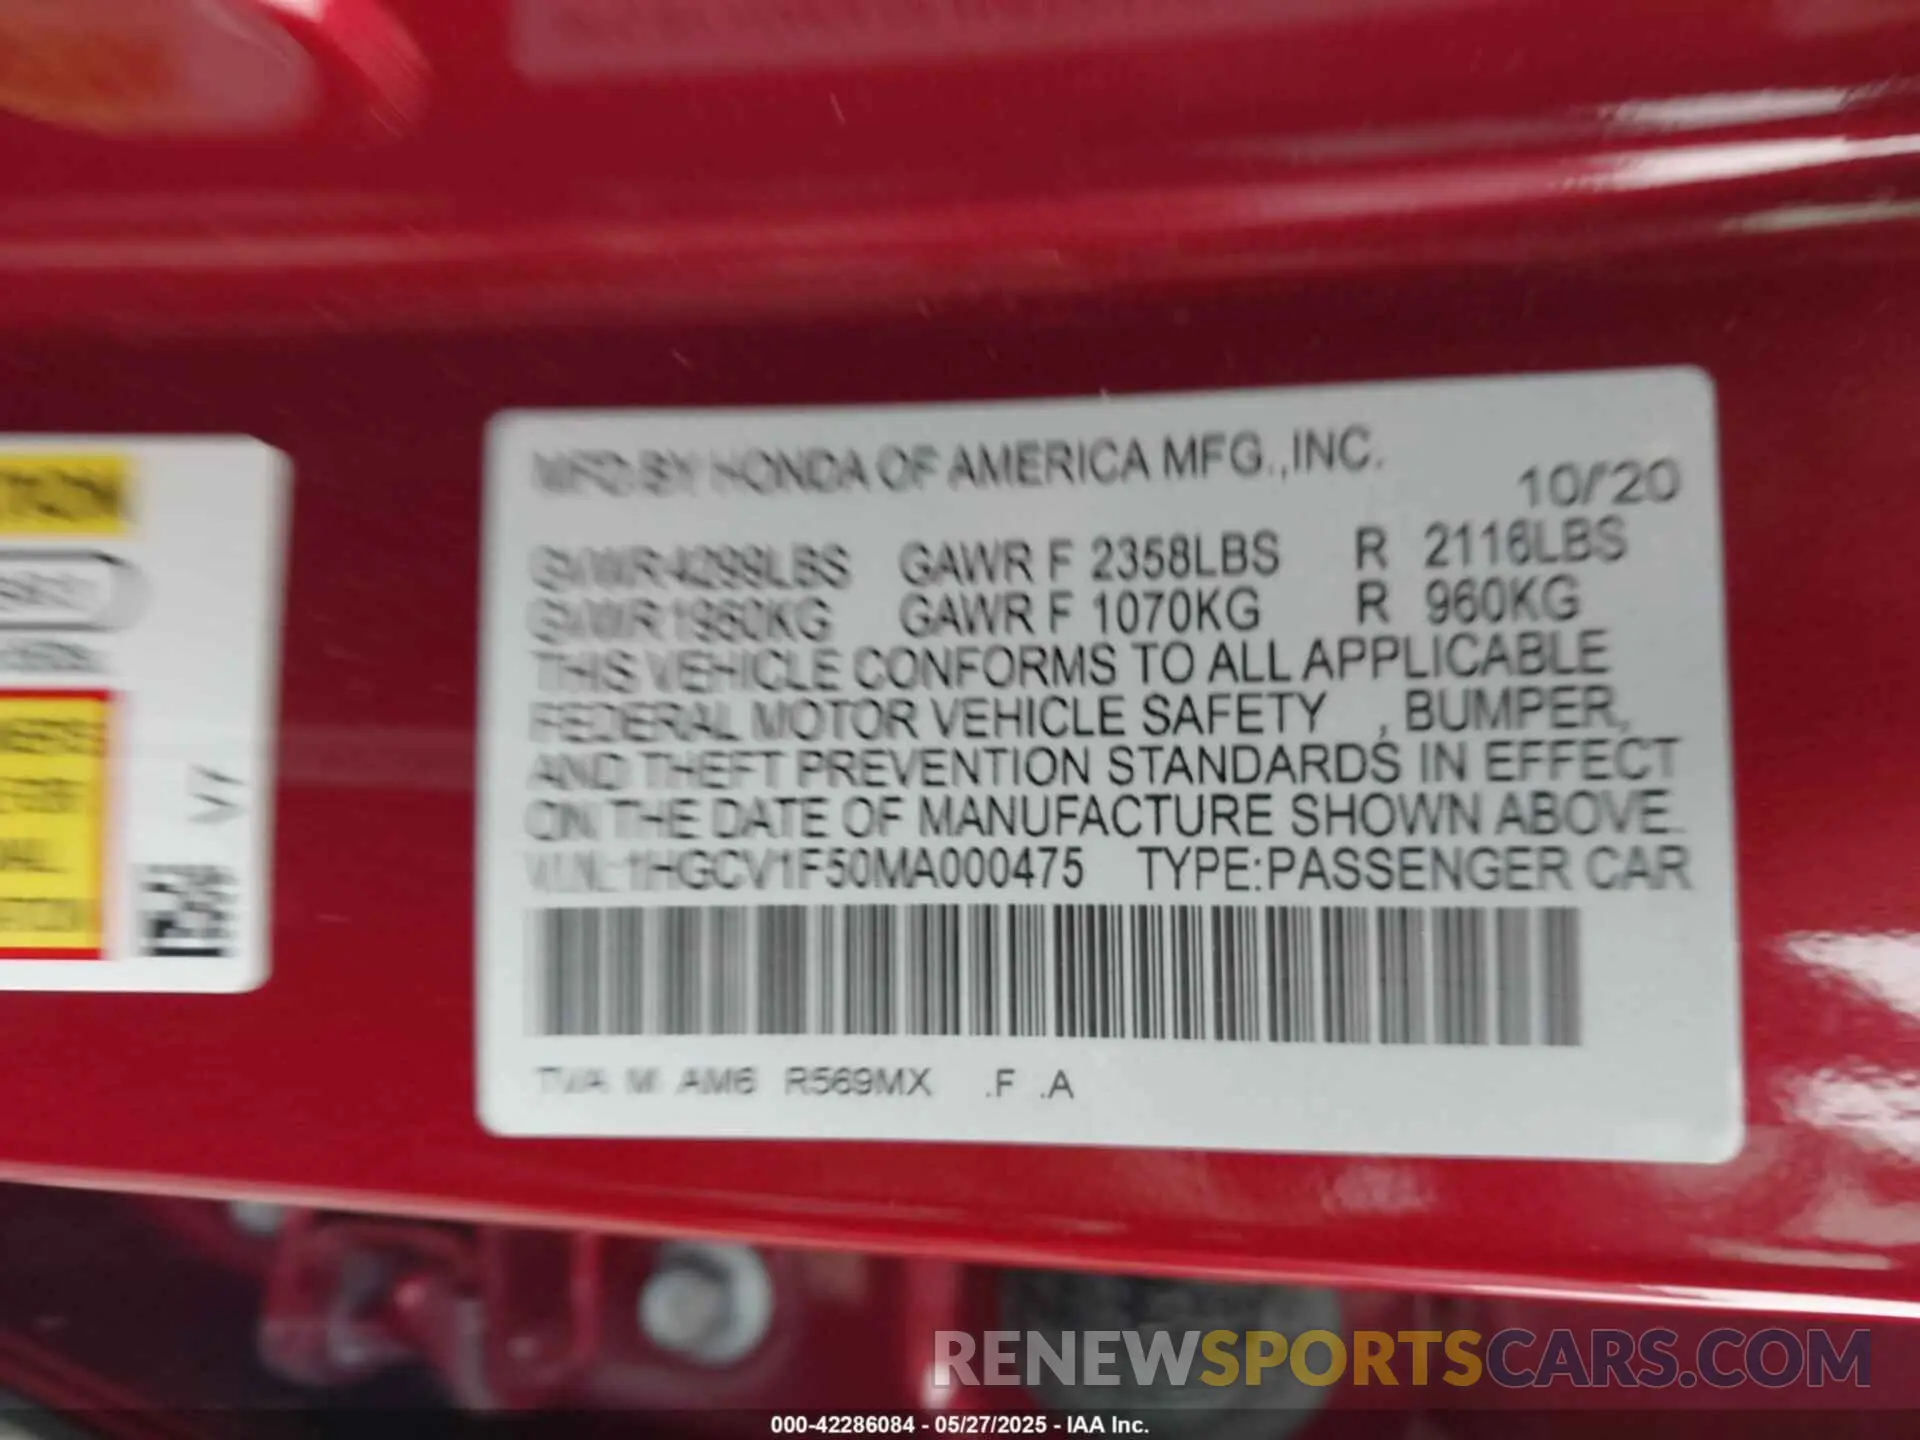 MFD BY HONDA OF AMERICA MFG.,INC.
10/'20
GVWR 4299LBS GAWR F 2358LBS R 2116LBS
GVWR 1950KG GAWR F 1070KG R 960KG
THIS VEHICLE CONFORMS TO ALL APPLICABLE
FEDERAL MOTOR VEHICLE SAFETY , BUMPER,
AND THEFT PREVENTION STANDARDS IN EFFECT
ON THE DATE OF MANUFACTURE SHOWN ABOVE.
V.I.N.: 1HGCV1F50MA000475 TYPE:PASSENGER CAR
TVA M AM6 R569MX .F .A
RENEWSPORTSCARS.COM
000-42286084 - 05/27/2025 - IAA Inc.